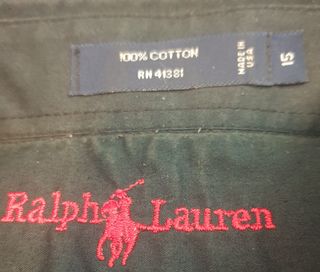 100% COTTON
RN 41381
MADE IN
USA
15
Ralph Lauren